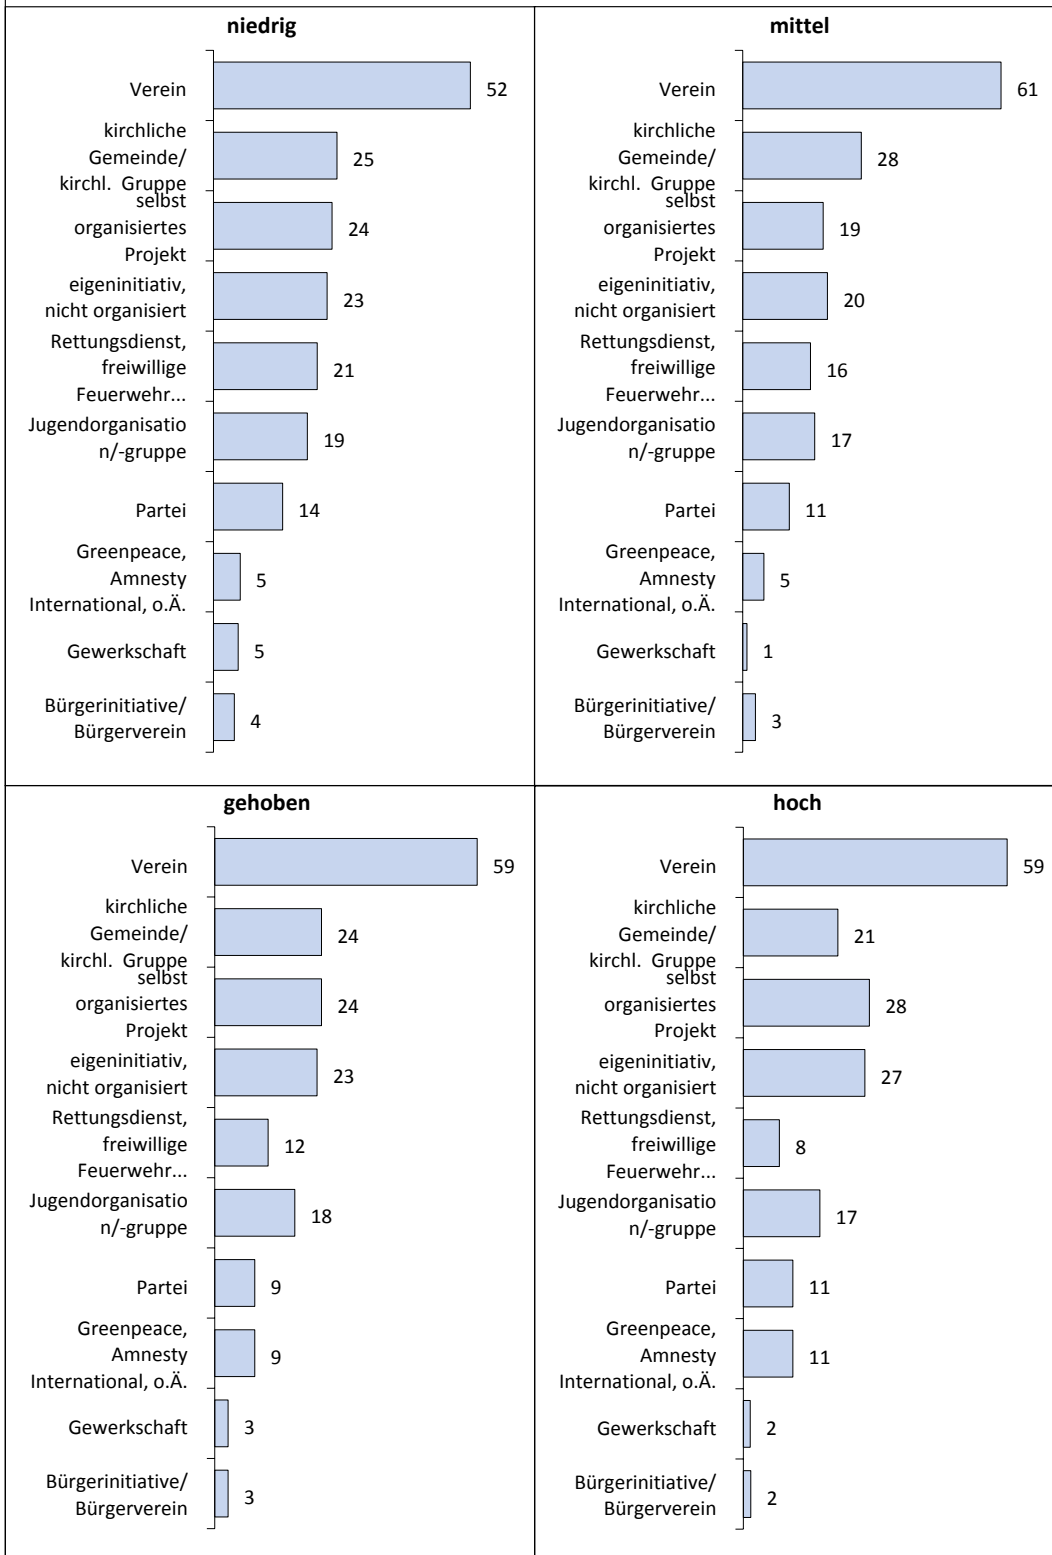 niedrig
Verein
52
kirchliche
Gemeinde/
kirchl. Gruppe
25
selbst
organisiertes
Projekt
24
eigeninitiativ,
nicht organisiert
23
Rettungsdienst,
freiwillige
Feuerwehr...
21
Jugendorganisatio
n/-gruppe
19
Partei
14
Greenpeace,
Amnesty
International, o.Ä.
5
Gewerkschaft
5
Bürgerinitiative/
Bürgerverein
4
mittel
Verein
61
kirchliche
Gemeinde/
kirchl. Gruppe
28
selbst
organisiertes
Projekt
19
eigeninitiativ,
nicht organisiert
20
Rettungsdienst,
freiwillige
Feuerwehr...
16
Jugendorganisatio
n/-gruppe
17
Partei
11
Greenpeace,
Amnesty
International, o.Ä.
5
Gewerkschaft
1
Bürgerinitiative/
Bürgerverein
3
gehoben
Verein
59
kirchliche
Gemeinde/
kirchl. Gruppe
24
selbst
organisiertes
Projekt
24
eigeninitiativ,
nicht organisiert
23
Rettungsdienst,
freiwillige
Feuerwehr...
12
Jugendorganisatio
n/-gruppe
18
Partei
9
Greenpeace,
Amnesty
International, o.Ä.
9
Gewerkschaft
3
Bürgerinitiative/
Bürgerverein
3
hoch
Verein
59
kirchliche
Gemeinde/
kirchl. Gruppe
21
selbst
organisiertes
Projekt
28
eigeninitiativ,
nicht organisiert
27
Rettungsdienst,
freiwillige
Feuerwehr...
8
Jugendorganisatio
n/-gruppe
17
Partei
11
Greenpeace,
Amnesty
International, o.Ä.
11
Gewerkschaft
2
Bürgerinitiative/
Bürgerverein
2